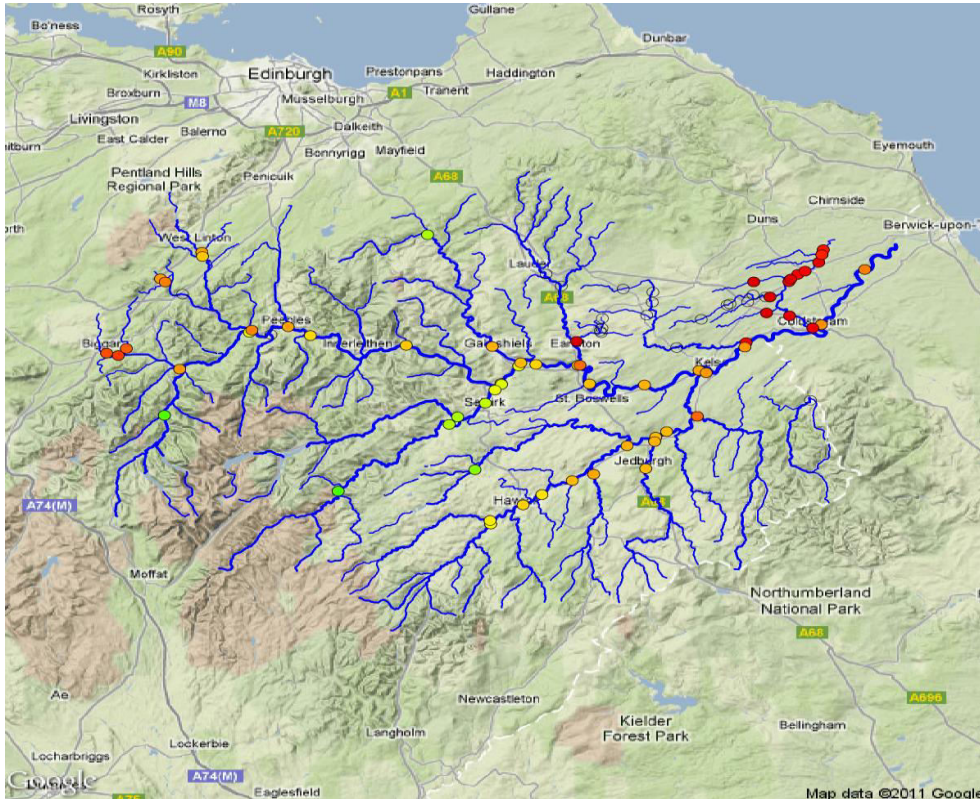 Rosyth
Gullane
Bo'ness
Dunbar
A90
Kirkliston
Edinburgh
Prestonpans
Haddington
Broxburn
M8
A1
Tranent
Musselburgh
Livingston
Dalkeith
East Calder
Balerno
A720
Bonnyrigg
Mayfield
Eyemouth
Pentland Hills
Regional Park
Penicuik
A68
Chirnside
Duns
Berwick-upon-
West Linton
Lauder
A68
Peebles
Innerleithen
Galashiels
Earlston
Coldstream
Biggar
Kelso
Selkirk
St. Boswells
Jedburgh
Hawick
A74(M)
Moffat
Northumberland
National Park
A68
Ae
Newcastleton
A696
Kielder
Forest Park
Bellingham
Langholm
Lockerbie
Locharbriggs
A74(M)
Google
Dumfries
A75
Eaglesfield
Map data ©2011 Google